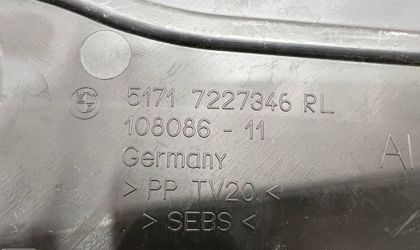 5171 7227346 RL
108086 - 11
Germany
> PP TV20 <
> SEBS <